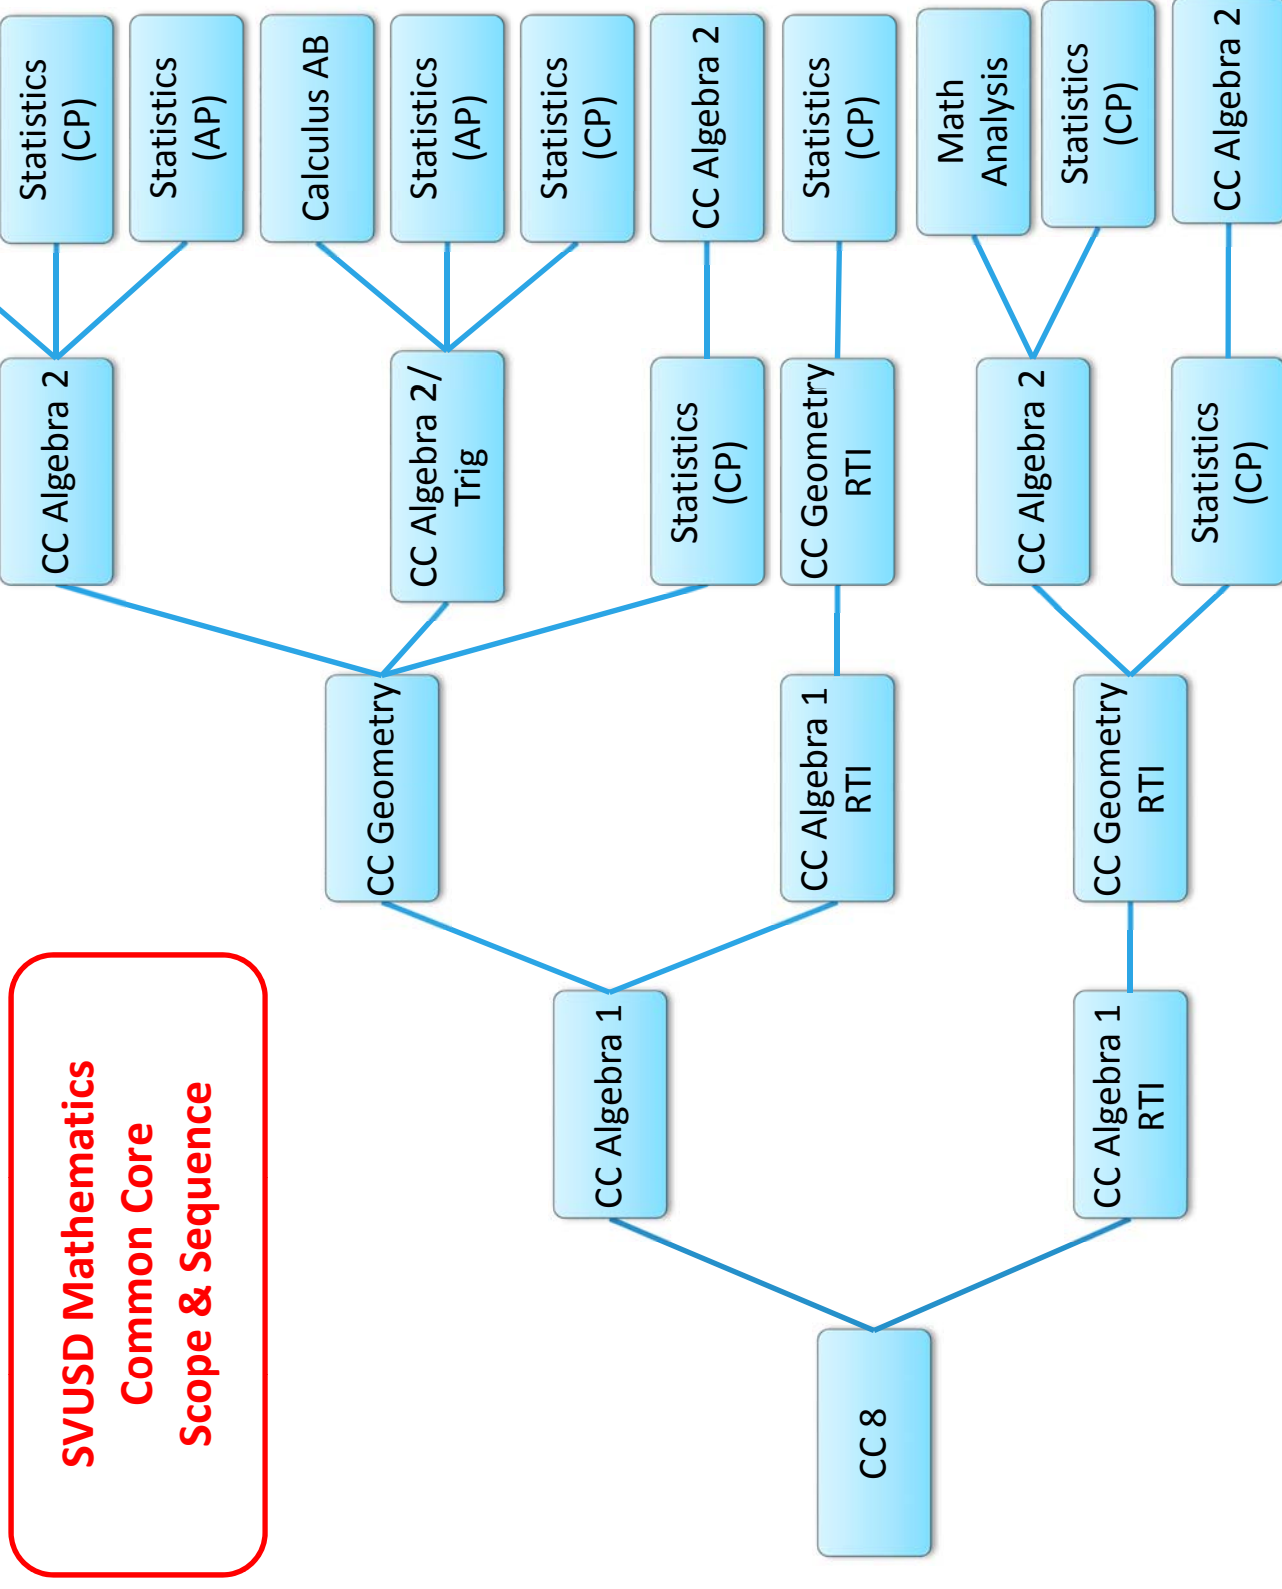 SVUSD Mathematics
Common Core
Scope & Sequence
CC 8
CC Algebra 1
CC Algebra 1
RTI
CC Geometry
CC Algebra 1
RTI
CC Geometry
RTI
CC Algebra 2
CC Algebra 2/
Trig
Statistics
(CP)
CC Geometry
RTI
CC Algebra 2
Statistics
(CP)
Statistics
(CP)
Statistics
(AP)
Calculus AB
Statistics
(AP)
Statistics
(CP)
CC Algebra 2
Statistics
(CP)
Math
Analysis
Statistics
(CP)
CC Algebra 2